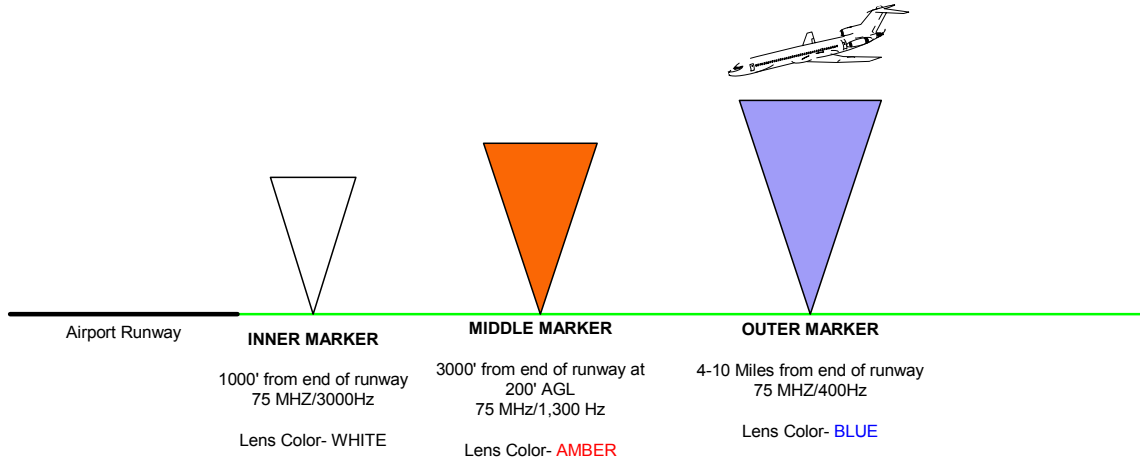 Airport Runway
INNER MARKER
1000' from end of runway
75 MHZ/3000Hz
Lens Color- WHITE
MIDDLE MARKER
3000' from end of runway at
200' AGL
75 MHz/1,300 Hz
Lens Color- AMBER
OUTER MARKER
4-10 Miles from end of runway
75 MHZ/400Hz
Lens Color- BLUE